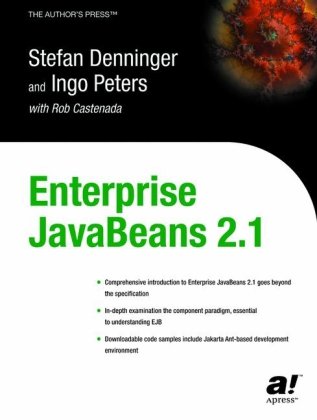 THE AUTHOR'S PRESS™
Stefan Denninger
and Ingo Peters
with Rob Castenada
Enterprise
JavaBeans 2.1
• Comprehensive introduction to Enterprise JavaBeans 2.1 goes beyond
the specification
• In-depth examination the component paradigm, essential
to understanding EJB
• Downloadable code samples include Jakarta Ant-based development
environment
a!
Apress™